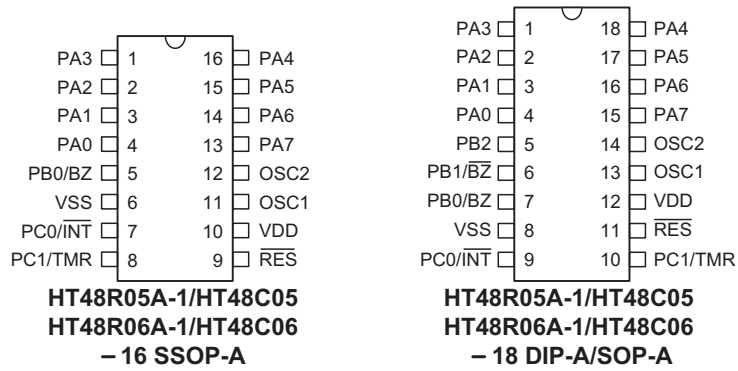 PA3 1 16 PA4
PA2 2 15 PA5
PA1 3 14 PA6
PA0 4 13 PA7
PB0/BZ 5 12 OSC2
VSS 6 11 OSC1
PC0/INT 7 10 VDD
PC1/TMR 8 9 RES
HT48R05A-1/HT48C05
HT48R06A-1/HT48C06
– 16 SSOP-A
PA3 1 18 PA4
PA2 2 17 PA5
PA1 3 16 PA6
PA0 4 15 PA7
PB2 5 14 OSC2
PB1/BZ 6 13 OSC1
PB0/BZ 7 12 VDD
VSS 8 11 RES
PC0/INT 9 10 PC1/TMR
HT48R05A-1/HT48C05
HT48R06A-1/HT48C06
– 18 DIP-A/SOP-A